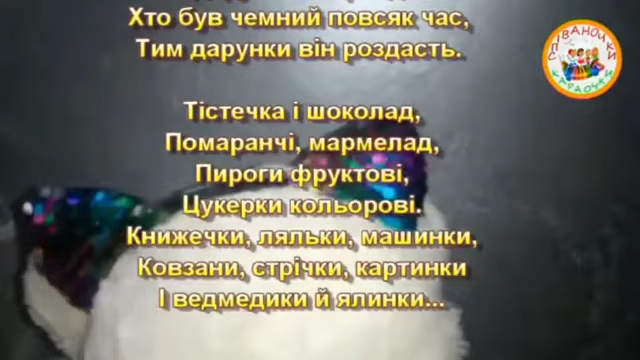 Хто був чемний повсяк час,
Тим дарунки він роздасть.
Тістечка і шоколад,
Помаранчі, мармелад,
Пироги фруктові,
Цукерки кольорові.
Книжечки, ляльки, машинки,
Ковзани, стрічки, картинки
І ведмедики й ялинки...